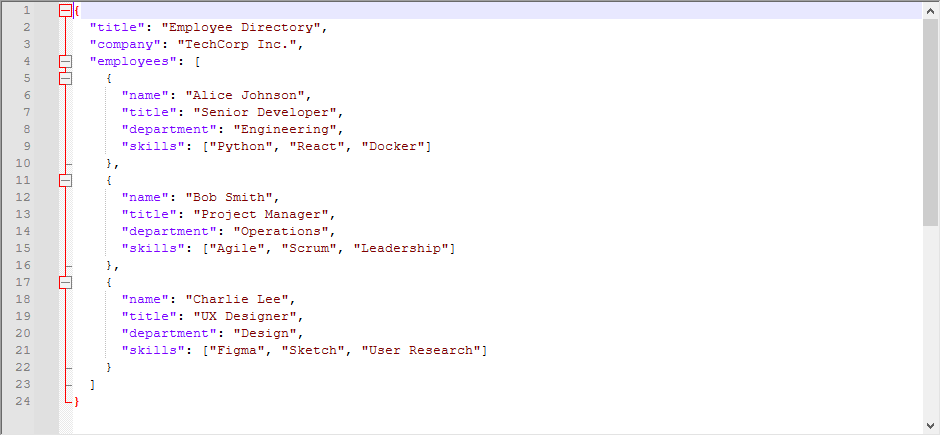 1 {
2   "title": "Employee Directory",
3   "company": "TechCorp Inc.",
4   "employees": [
5     {
6       "name": "Alice Johnson",
7       "title": "Senior Developer",
8       "department": "Engineering",
9       "skills": ["Python", "React", "Docker"]
10     },
11     {
12       "name": "Bob Smith",
13       "title": "Project Manager",
14       "department": "Operations",
15       "skills": ["Agile", "Scrum", "Leadership"]
16     },
17     {
18       "name": "Charlie Lee",
19       "title": "UX Designer",
20       "department": "Design",
21       "skills": ["Figma", "Sketch", "User Research"]
22     }
23   ]
24 }